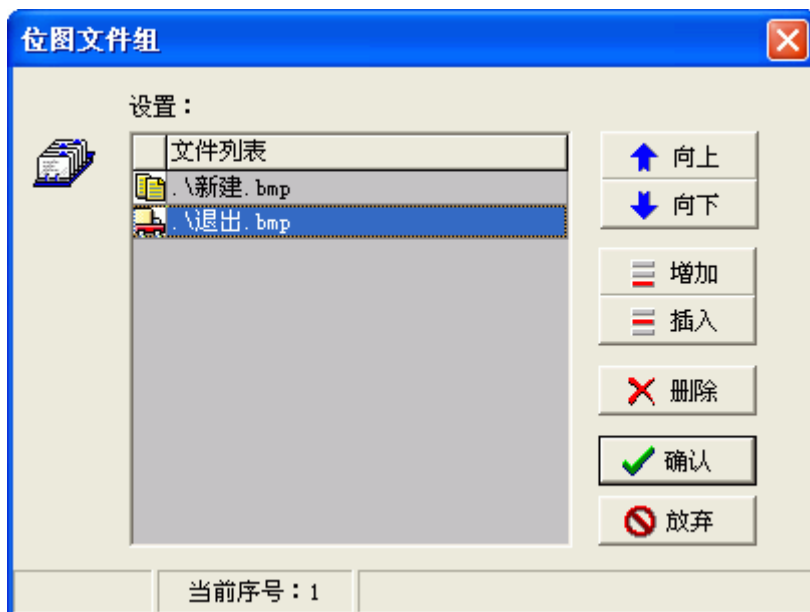 位图文件组
设置：
文件列表
.\新建.bmp
.\退出.bmp
向上
向下
增加
插入
删除
确认
放弃
当前序号：1